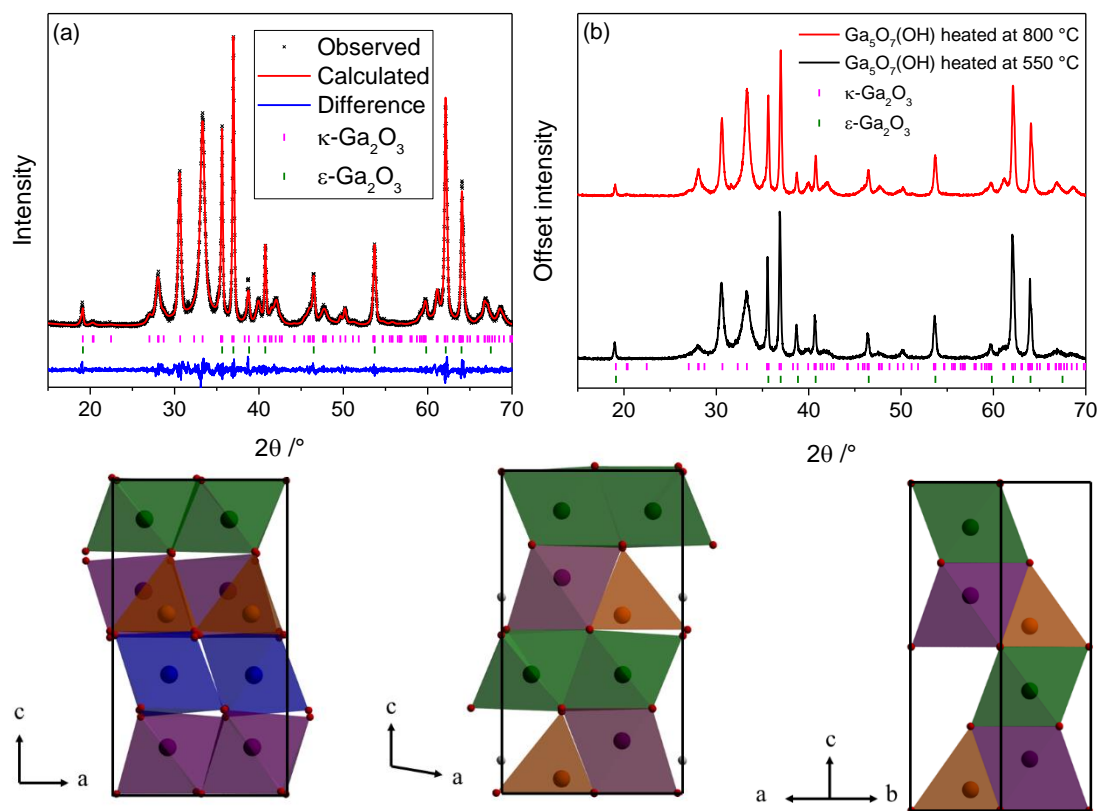 (a)
Observed
Calculated
Difference
κ-Ga₂O₃
ε-Ga₂O₃
Intensity
20
30
40
50
60
70
2θ /°
(b)
Ga₅O₇(OH) heated at 800 °C
Ga₅O₇(OH) heated at 550 °C
κ-Ga₂O₃
ε-Ga₂O₃
Offset intensity
20
30
40
50
60
70
2θ /°
c
a
c
a
c
a
b